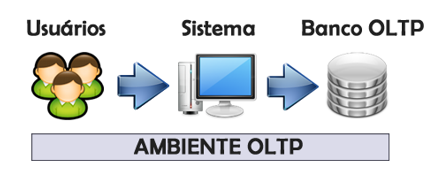 Usuários Sistema Banco OLTP
AMBIENTE OLTP